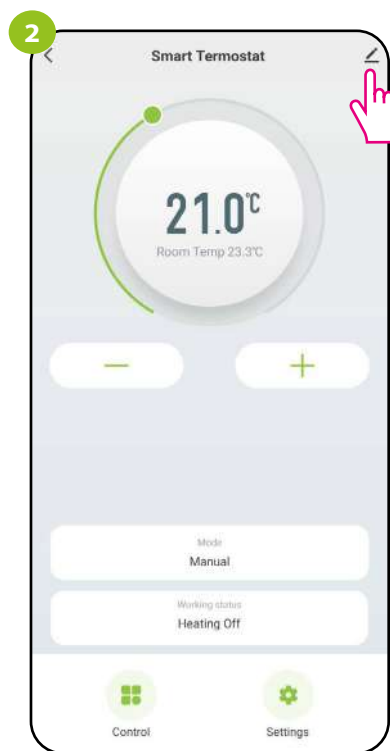 2
Smart Termostat
21.0°C
Room Temp 23.3°C
Mode
Manual
Working status
Heating Off
Control
Settings